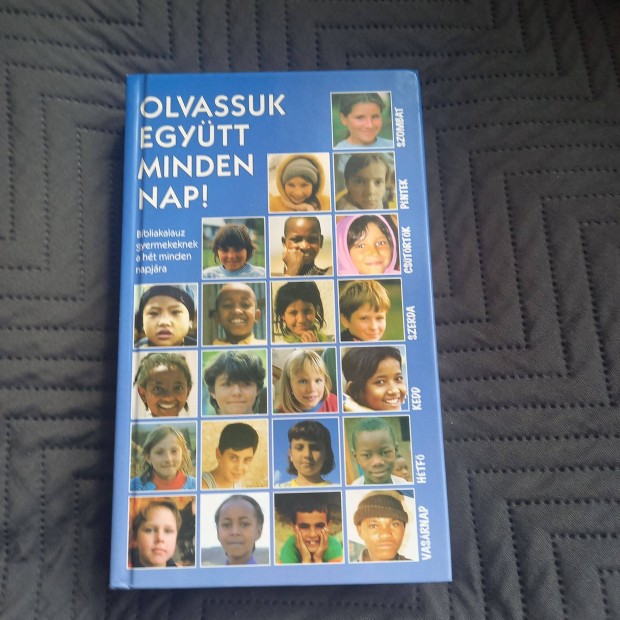 OLVASSUK
EGYÜTT
MINDEN
NAP!
Bibliakalauz
gyermekeknek
a hét minden
napjára
SZOMBAT
PÉNTEK
CSÜTÖRTÖK
SZERDA
KEDD
HÉTFŐ
VASÁRNAP